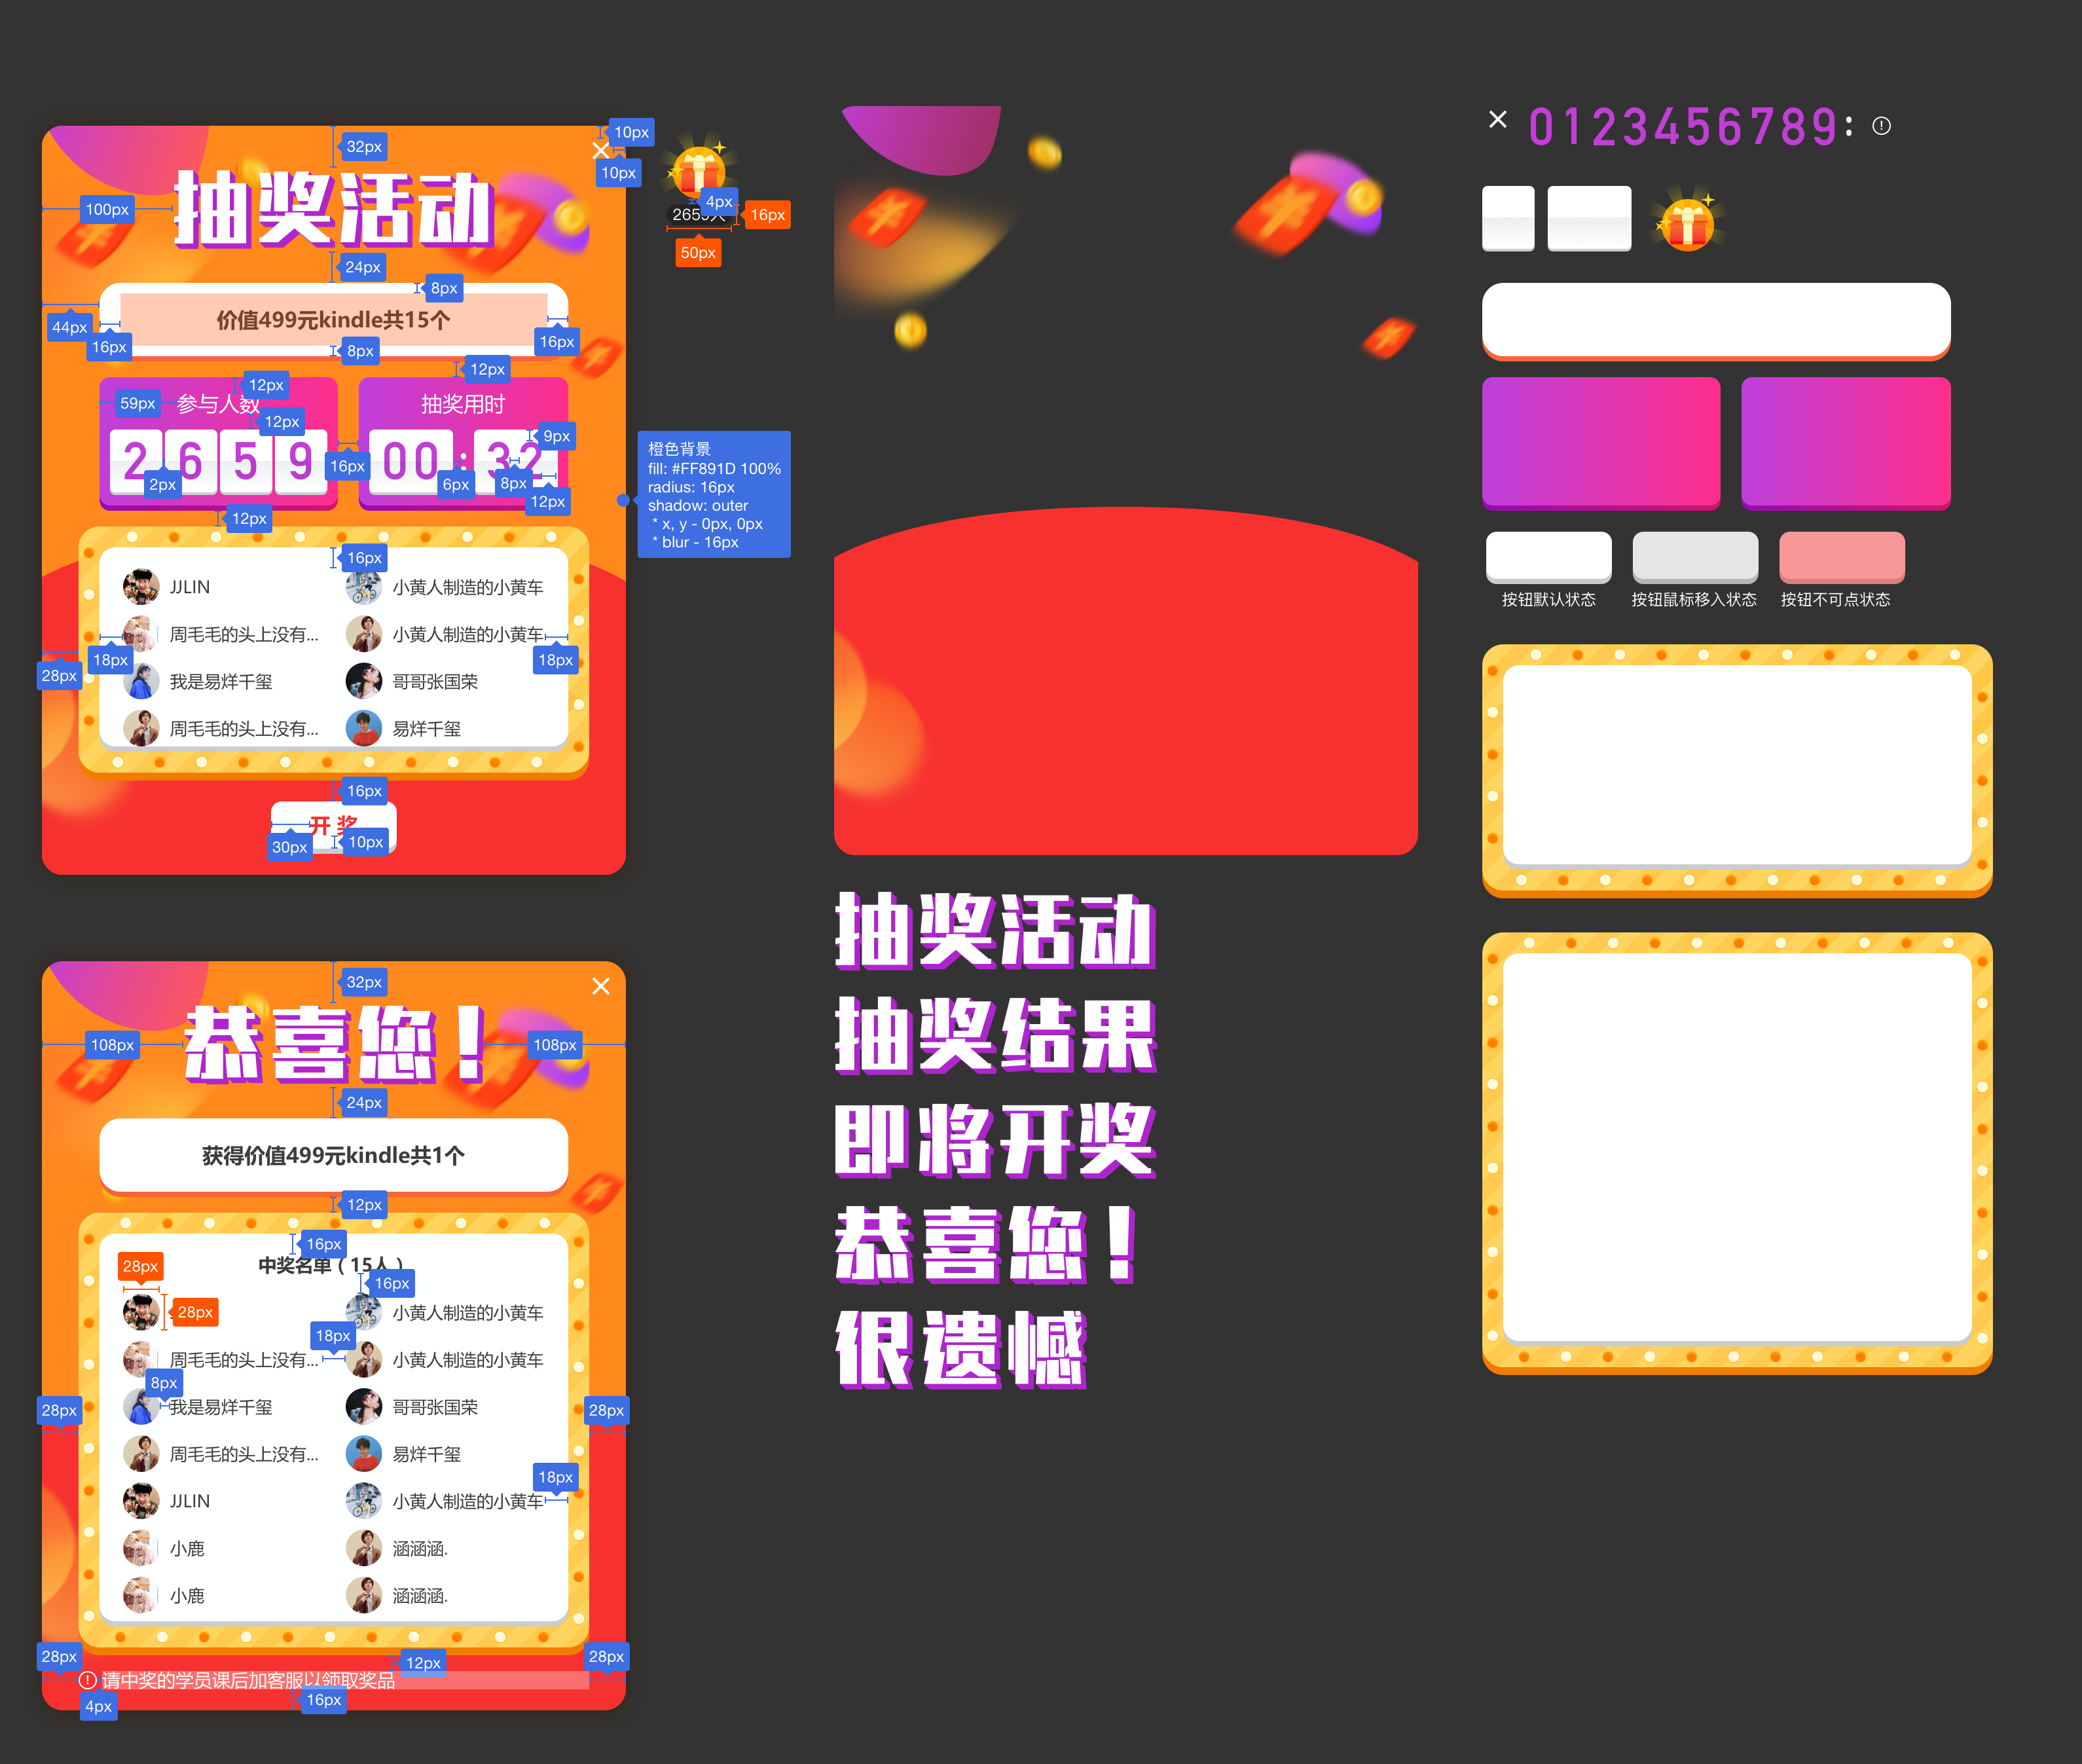 32px
10px
10px
100px
抽奖活动
4px
2659人
16px
50px
24px
8px
44px
16px
价值499元kindle共15个
16px
8px
12px
12px
59px
参与人数
12px
抽奖用时
9px
2 6 5 9
00:32
16px
2px
6px
8px
12px
12px
橙色背景
fill: #FF891D 100%
radius: 16px
shadow: outer
* x, y - 0px, 0px
* blur - 16px
16px
JJLIN
小黄人制造的小黄车
周毛毛的头上没有...
小黄人制造的小黄车
18px
18px
28px
我是易烊千玺
哥哥张国荣
周毛毛的头上没有...
易烊千玺
16px
开 奖
30px
10px
32px
恭喜您！
108px
108px
24px
获得价值499元kindle共1个
12px
16px
中奖名单（15人）
28px
16px
28px
小黄人制造的小黄车
18px
周毛毛的头上没有...
小黄人制造的小黄车
8px
我是易烊千玺
哥哥张国荣
28px
28px
周毛毛的头上没有...
易烊千玺
18px
JJLIN
小黄人制造的小黄车
小鹿
涵涵涵.
小鹿
涵涵涵.
28px
12px
28px
请中奖的学员课后加客服以领取奖品
4px
16px
抽奖活动
抽奖结果
即将开奖
恭喜您！
很遗憾
0123456789:
按钮默认状态
按钮鼠标移入状态
按钮不可点状态